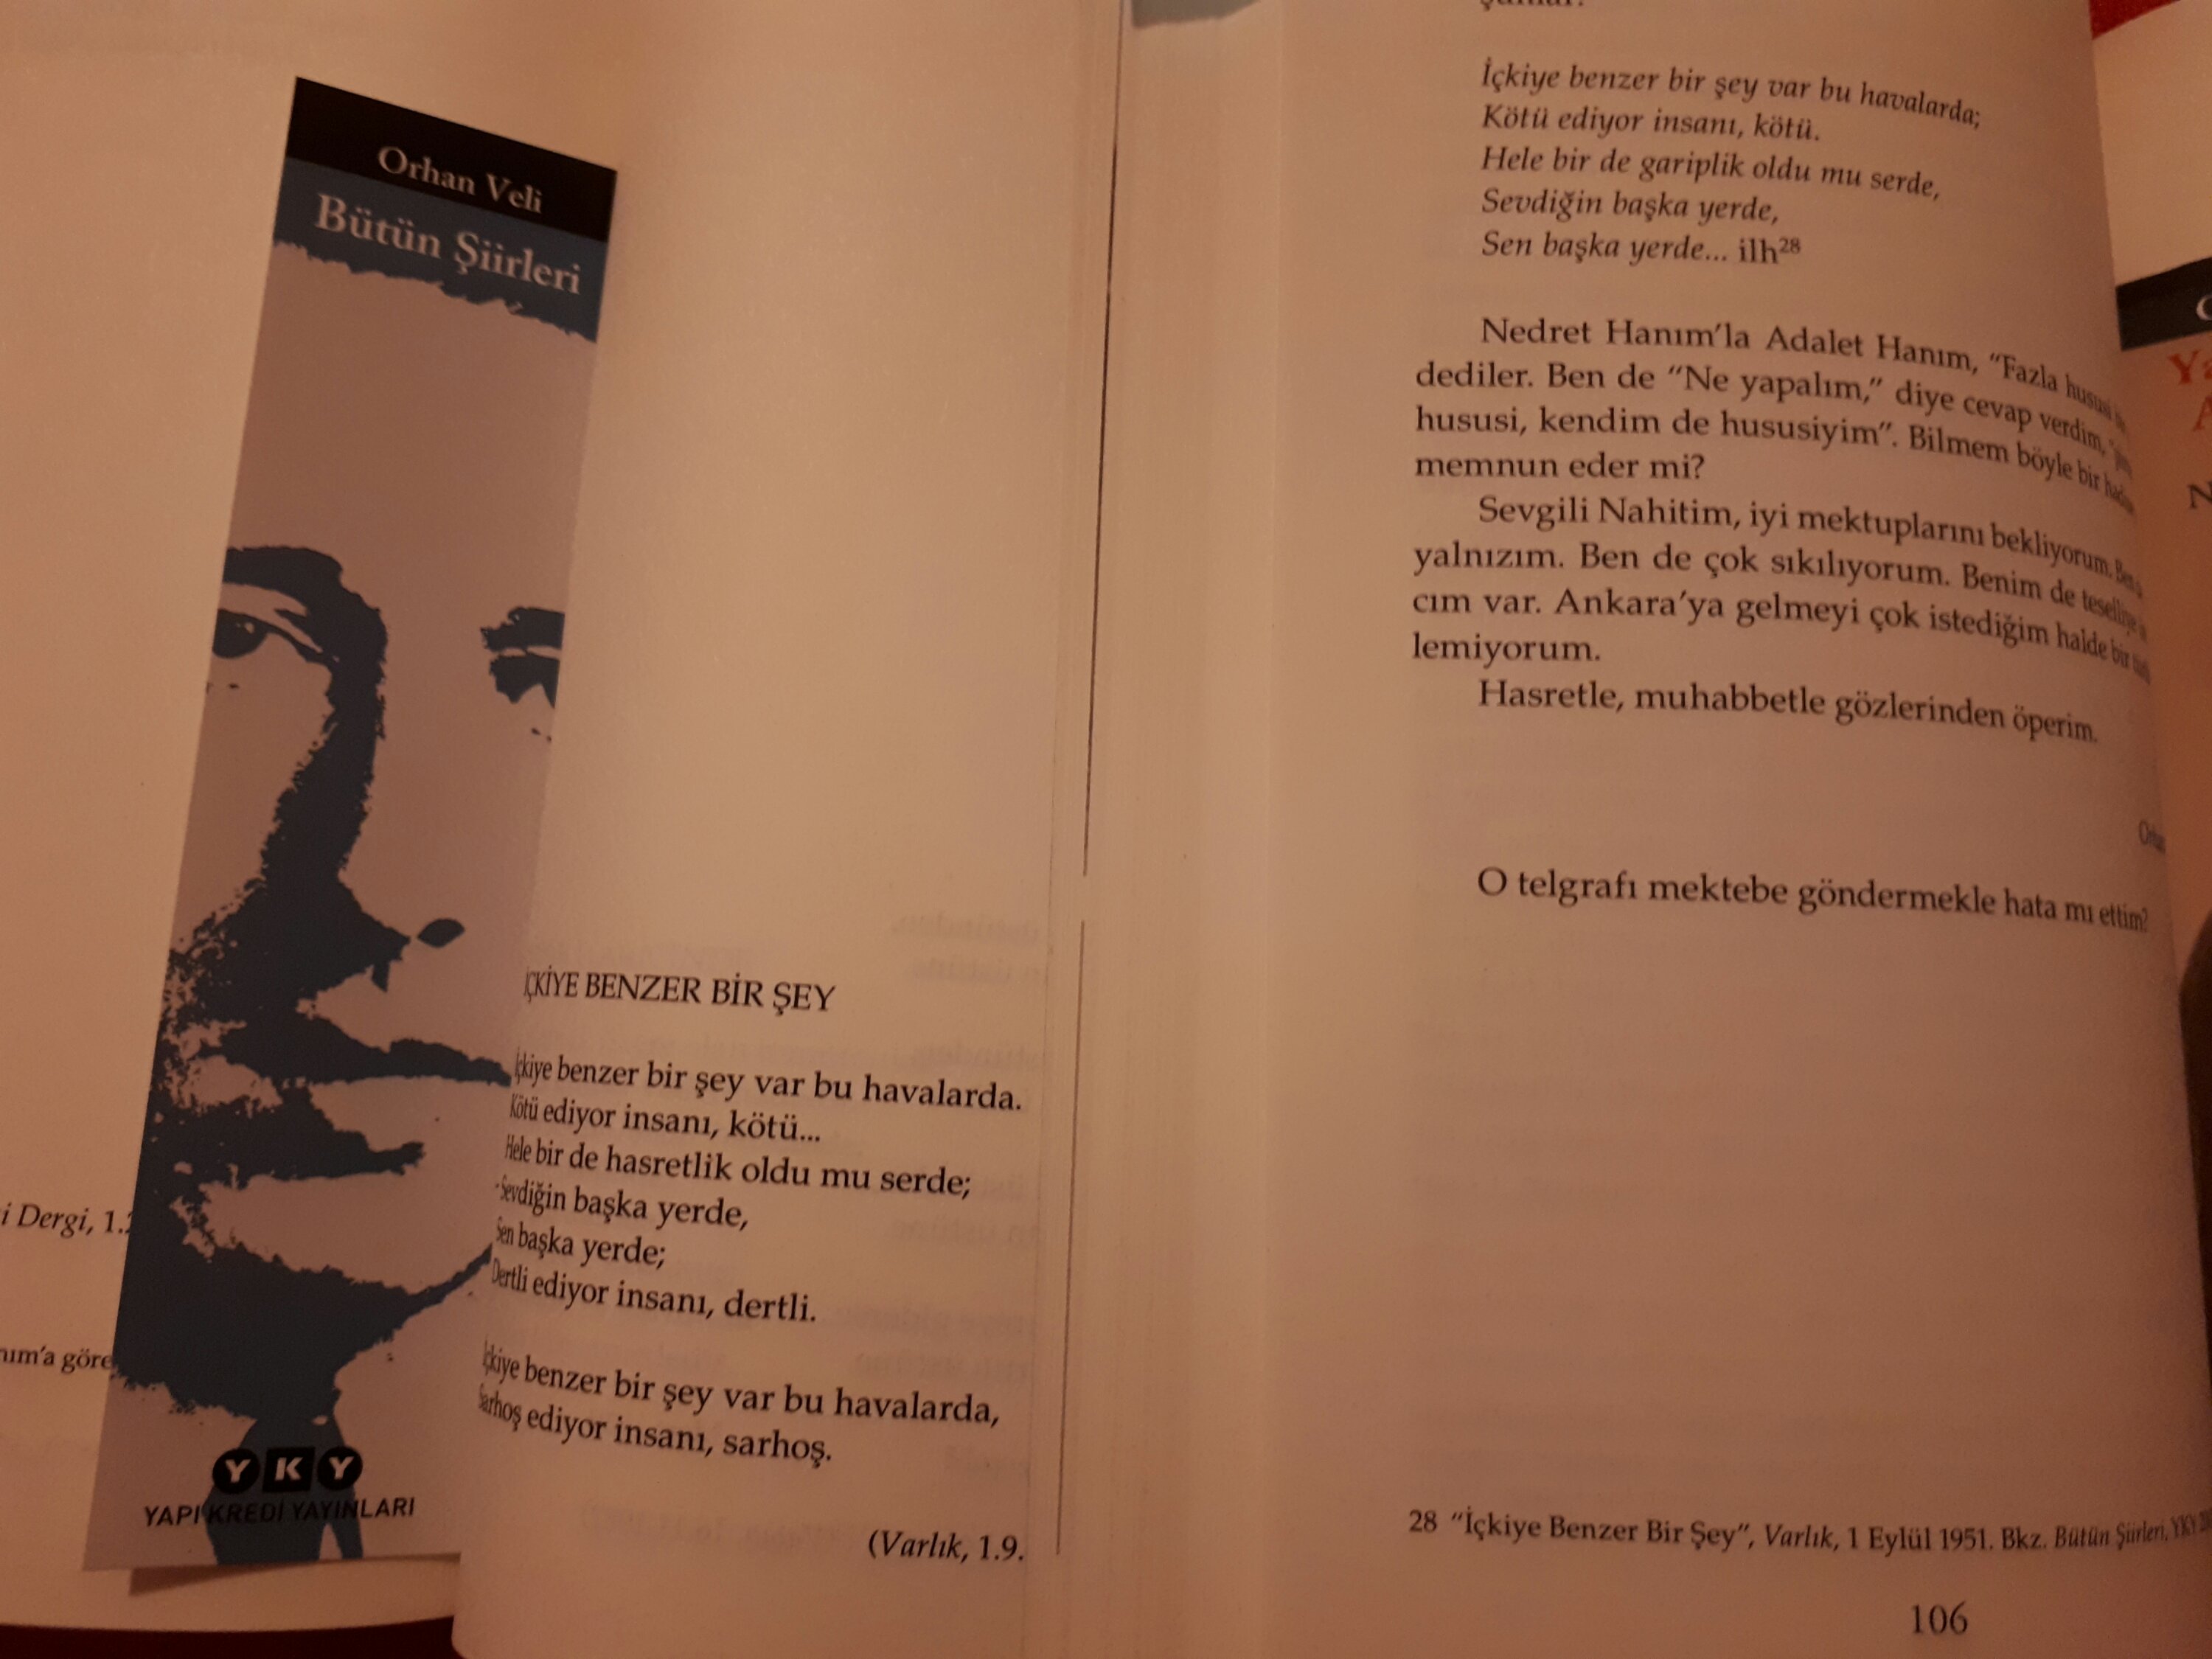 Orhan Veli
Bütün Şiirleri
YKY
YAPI KREDİ YAYINLARI
i Dergi, 1.
nım'a göre
İÇKİYE BENZER BİR ŞEY
İçkiye benzer bir şey var bu havalarda.
Kötü ediyor insanı, kötü...
Hele bir de hasretlik oldu mu serde;
Sevdiğin başka yerde,
Sen başka yerde;
Dertli ediyor insanı, dertli.
İçkiye benzer bir şey var bu havalarda,
Sarhoş ediyor insanı, sarhoş.
(Varlık, 1.9.
İçkiye benzer bir şey var bu havalarda;
Kötü ediyor insanı, kötü.
Hele bir de gariplik oldu mu serde,
Sevdiğin başka yerde,
Sen başka yerde... ilh28
Nedret Hanım'la Adalet Hanım, "Fazla hususi
dediler. Ben de "Ne yapalım," diye cevap verdim,
hususi, kendim de hususiyim". Bilmem böyle bir
memnun eder mi?
Sevgili Nahitim, iyi mektuplarını bekliyorum. Ben
yalnızım. Ben de çok sıkılıyorum. Benim de teselliye
cım var. Ankara'ya gelmeyi çok istediğim halde bir
lemiyorum.
Hasretle, muhabbetle gözlerinden öperim.
O telgrafı mektebe göndermekle hata mı ettim?
28 "İçkiye Benzer Bir Şey", Varlık, 1 Eylül 1951. Bkz. Bütün Şiirleri, YKY
106